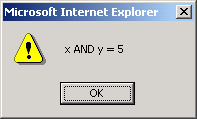 Microsoft Internet Explorer
x AND y = 5
OK